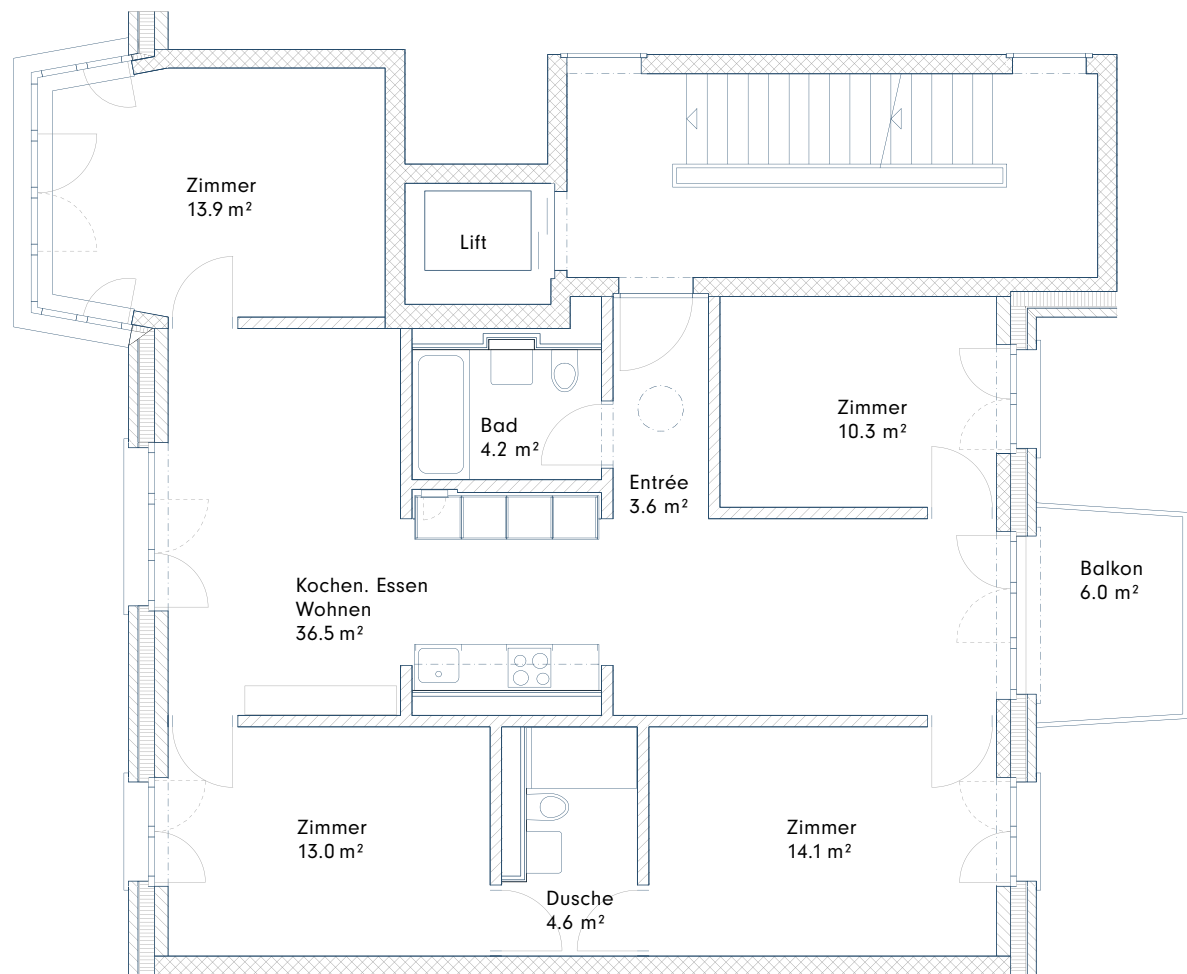 Zimmer
13.9 m²
Lift
Bad
4.2 m²
Zimmer
10.3 m²
Entrée
3.6 m²
Kochen. Essen
Wohnen
36.5 m²
Balkon
6.0 m²
Zimmer
13.0 m²
Dusche
4.6 m²
Zimmer
14.1 m²